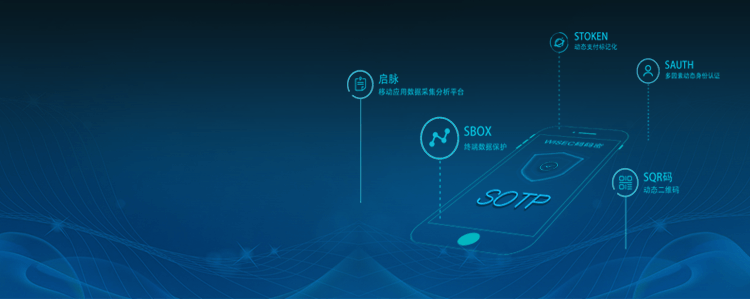 STOKEN
动态支付标记化
SAUTH
多因素动态身份认证
启脉
移动应用数据采集分析平台
SBOX
终端数据保护
SOTP
SQR码
动态二维码